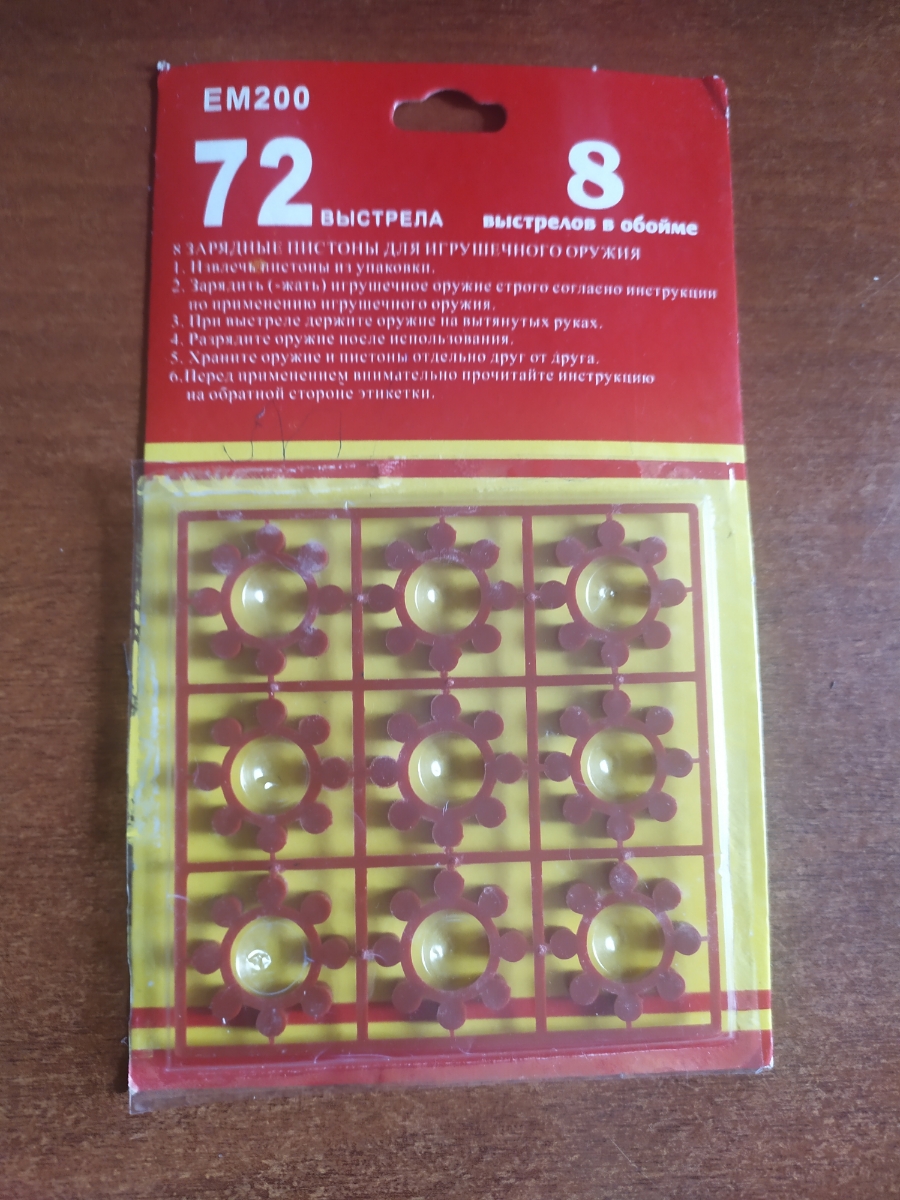 EM200
72 ВЫСТРЕЛА
8 выстрелов в обойме
8 ЗАРЯДНЫЕ ПИСТОНЫ ДЛЯ ИГРУШЕЧНОГО ОРУЖИЯ
1. Извлечь пистоны из упаковки.
2. Зарядить (-жать) игрушечное оружие строго согласно инструкции
по применению игрушечного оружия.
3. При выстреле держите оружие на вытянутых руках.
4. Разрядите оружие после использования.
5. Храните оружие и пистоны отдельно друг от друга.
6.Перед применением внимательно прочитайте инструкцию
на обратной стороне этикетки.